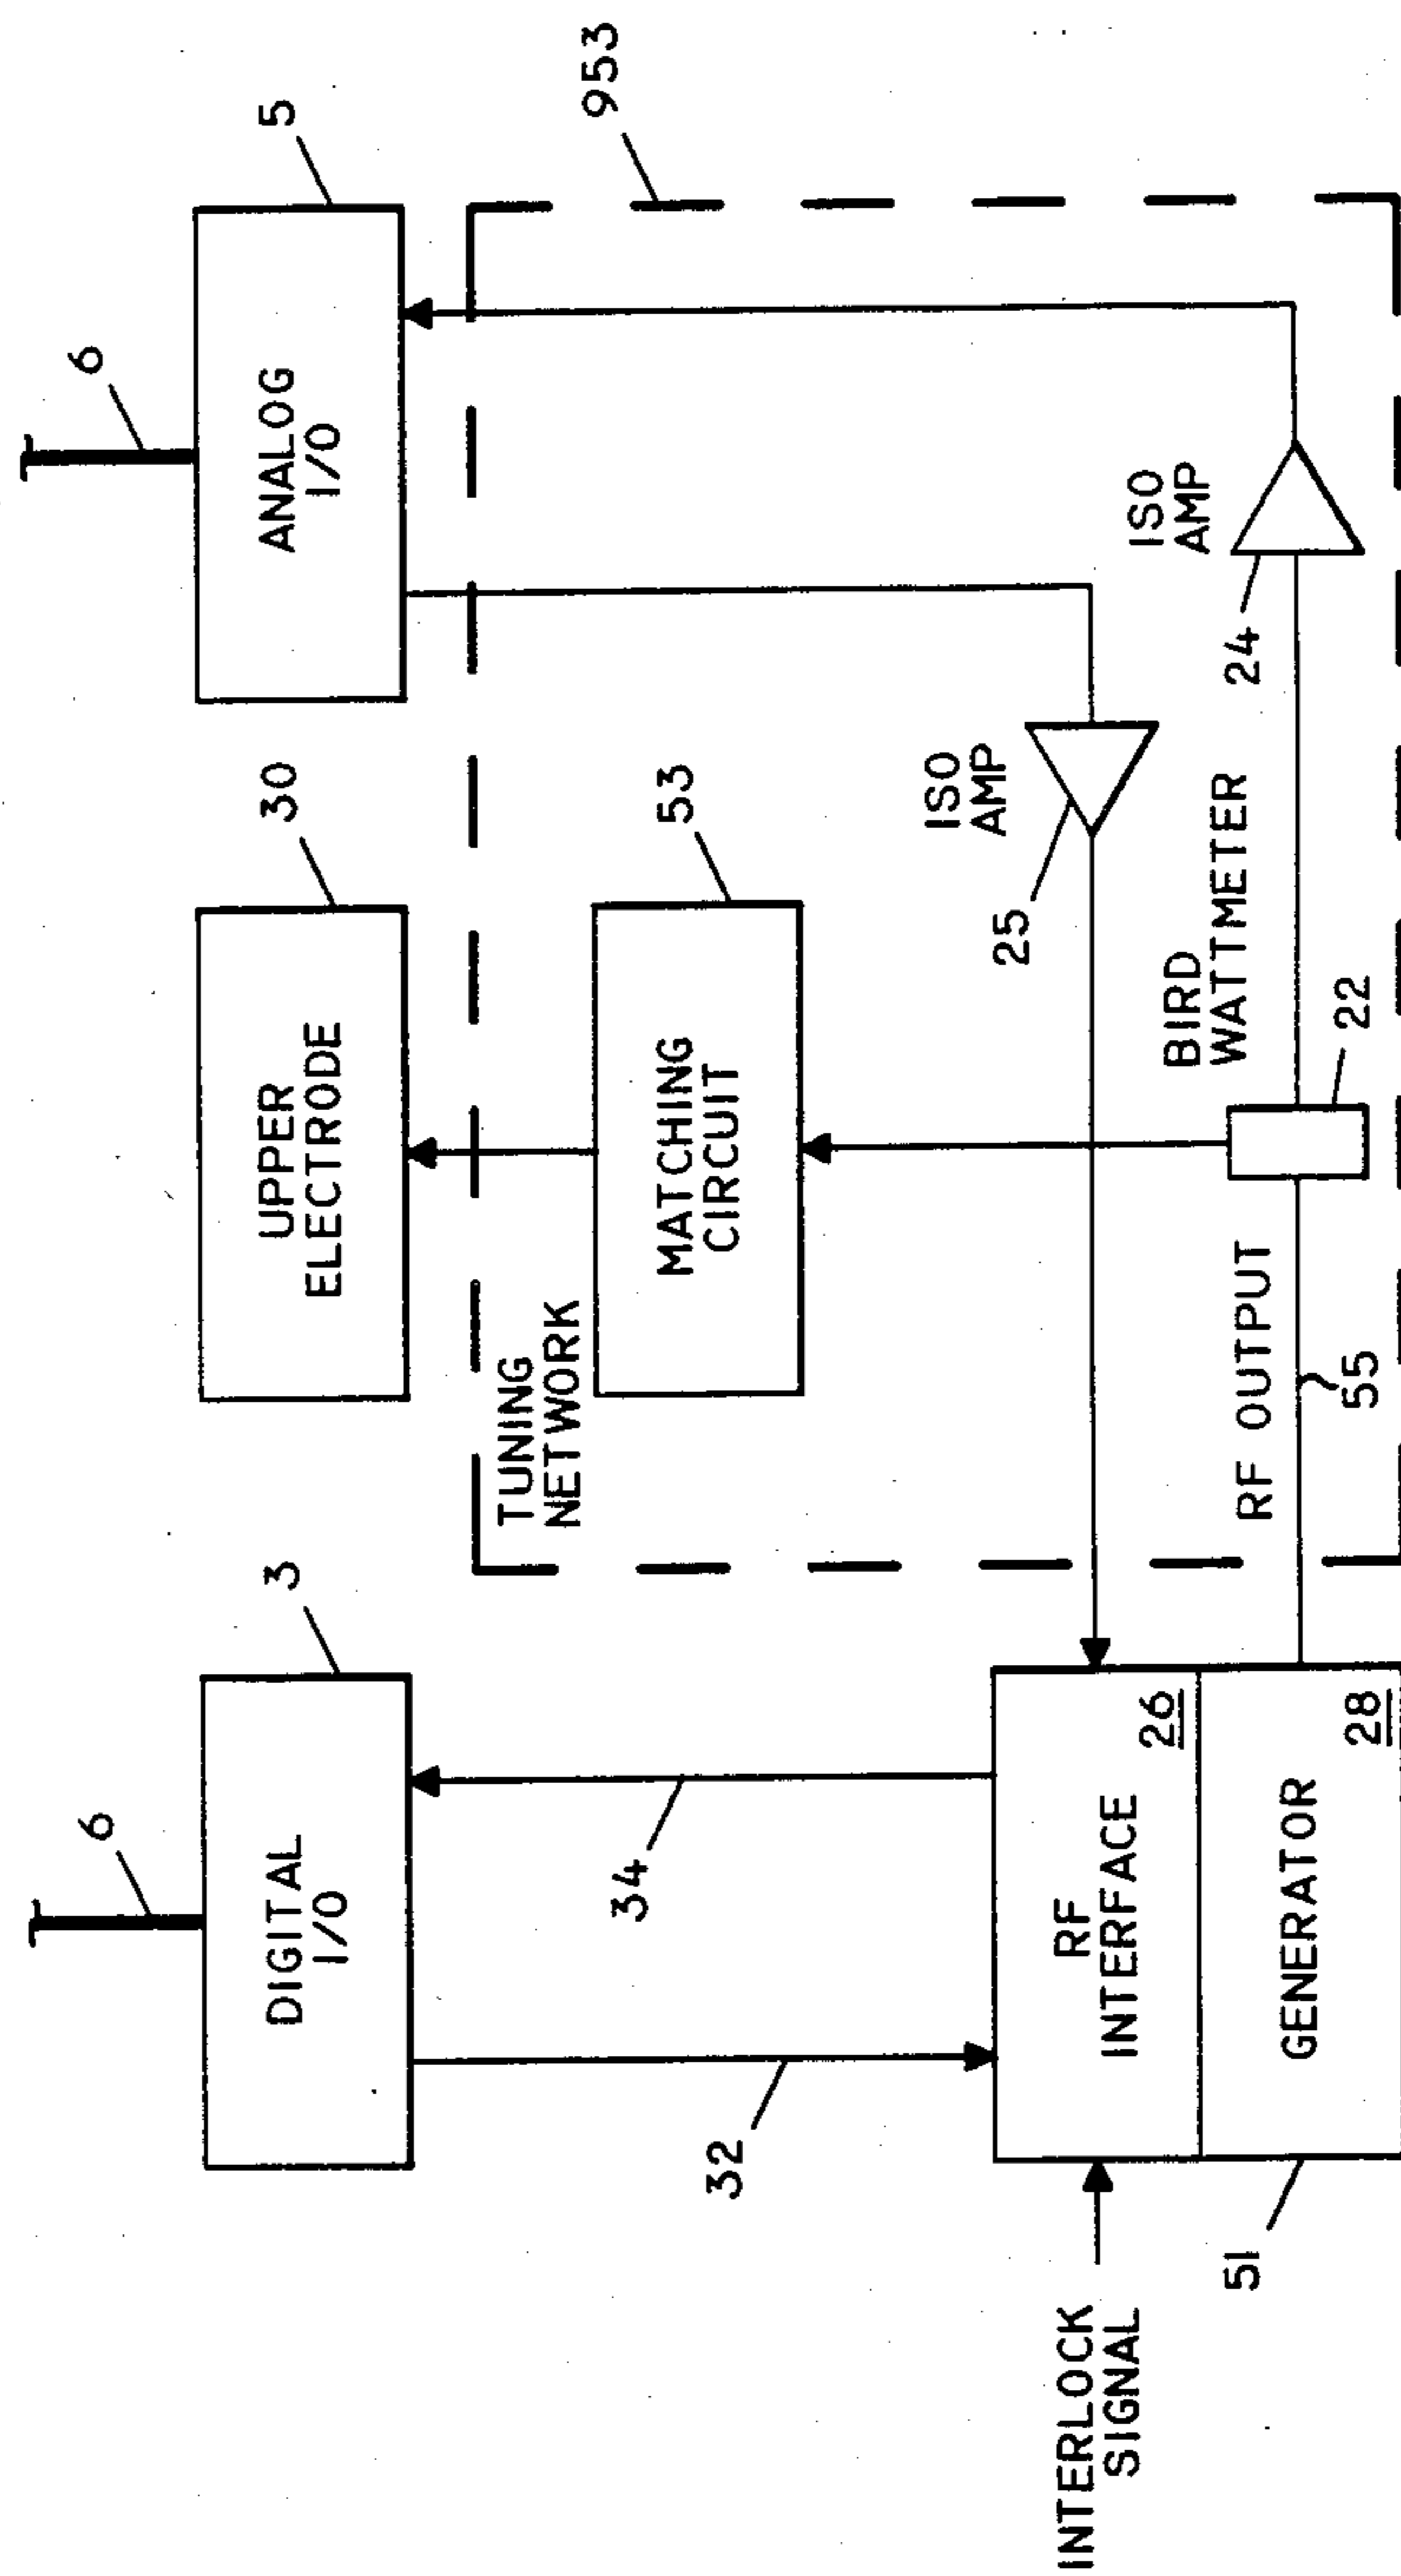 6
6
3
30
5
953
DIGITAL
I/O
UPPER
ELECTRODE
ANALOG
I/O
TUNING
NETWORK
34
32
MATCHING
CIRCUIT
53
ISO
AMP
25
INTERLOCK
SIGNAL
RF
INTERFACE
26
BIRD
WATTMETER
ISO
AMP
24
RF OUTPUT
55
22
51
GENERATOR
28